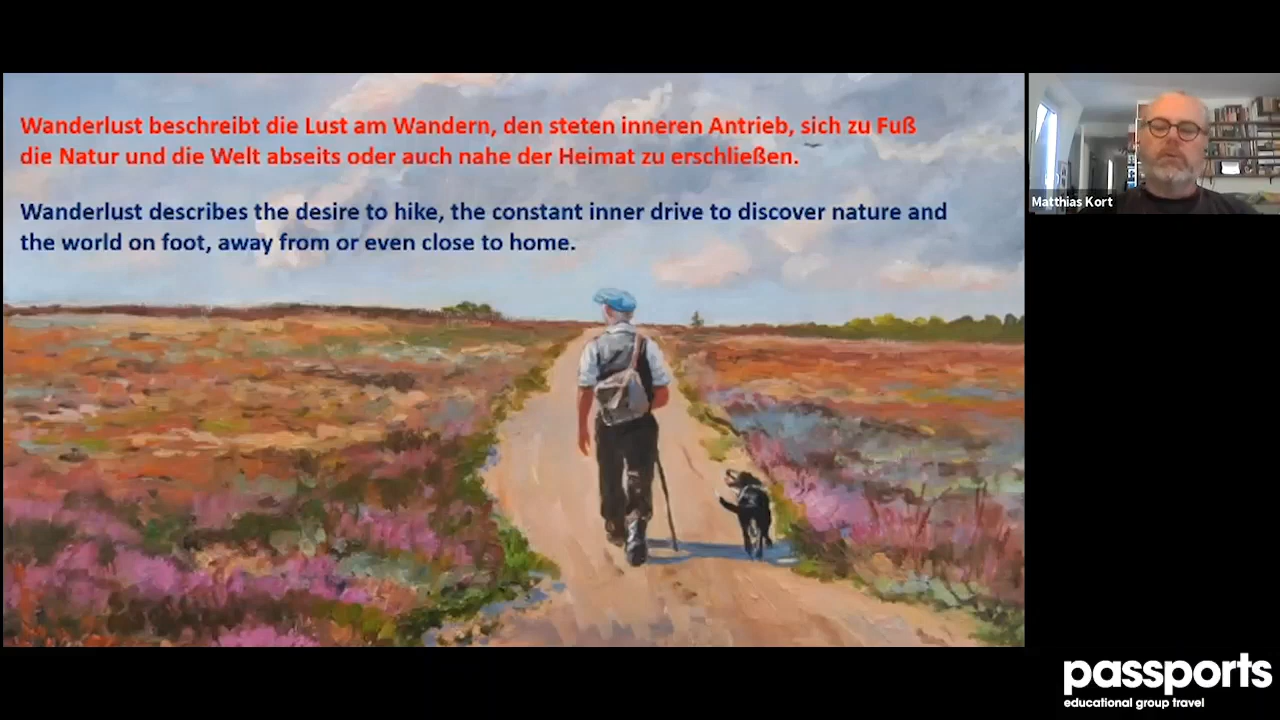 Wanderlust beschreibt die Lust am Wandern, den steten inneren Antrieb, sich zu Fuß
die Natur und die Welt abseits oder auch nahe der Heimat zu erschließen.
Wanderlust describes the desire to hike, the constant inner drive to discover nature and
the world on foot, away from or even close to home.
Matthias Kort
passports
educational group travel